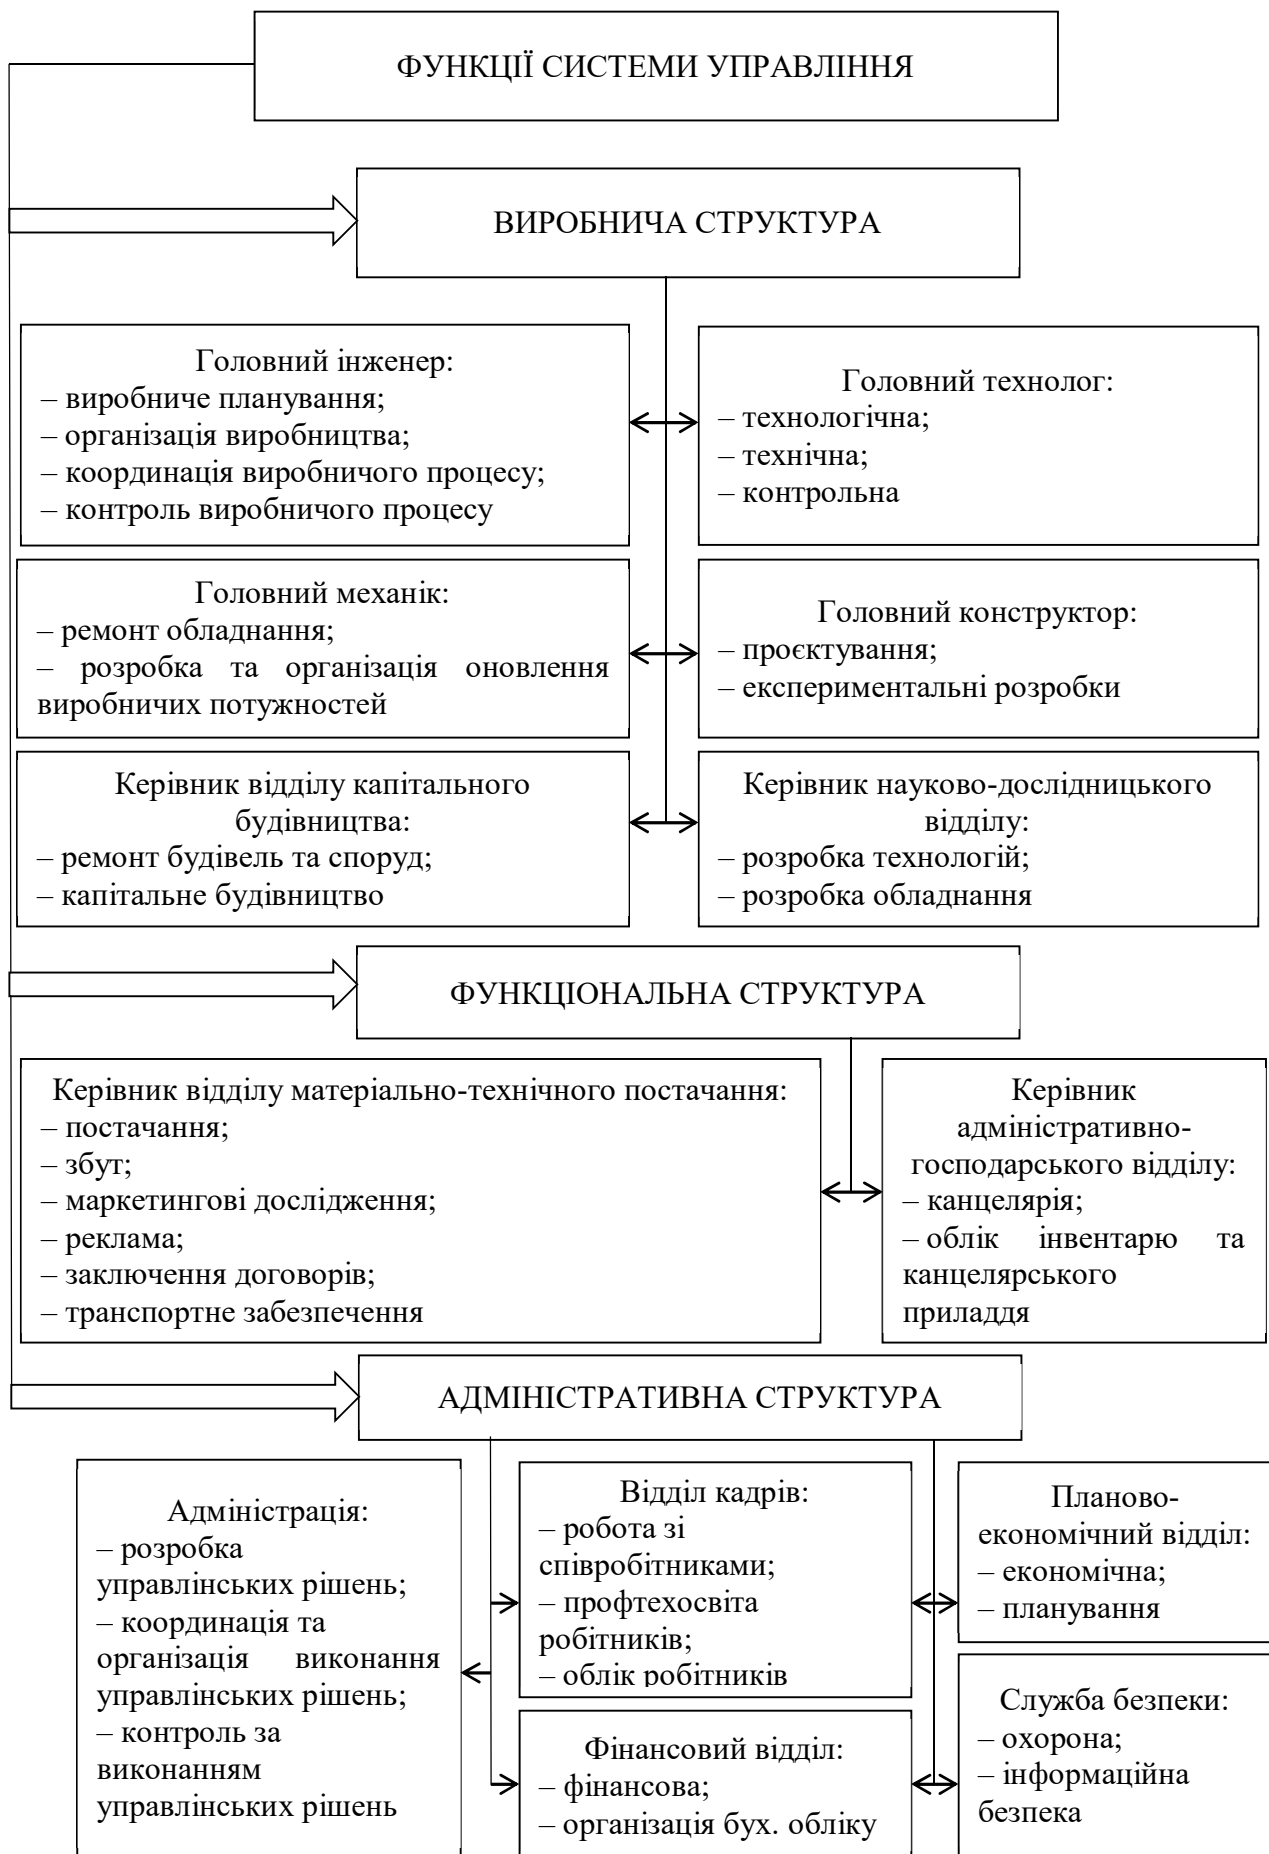 ФУНКЦІЇ СИСТЕМИ УПРАВЛІННЯ
ВИРОБНИЧА СТРУКТУРА
Головний інженер:
– виробниче планування;
– організація виробництва;
– координація виробничого процесу;
– контроль виробничого процесу
Головний технолог:
– технологічна;
– технічна;
– контрольна
Головний механік:
– ремонт обладнання;
– розробка та організація оновлення
виробничих потужностей
Головний конструктор:
– проєктування;
– експериментальні розробки
Керівник відділу капітального
будівництва:
– ремонт будівель та споруд;
– капітальне будівництво
Керівник науково-дослідницького
відділу:
– розробка технологій;
– розробка обладнання
ФУНКЦІОНАЛЬНА СТРУКТУРА
Керівник відділу матеріально-технічного постачання:
– постачання;
– збут;
– маркетингові дослідження;
– реклама;
– заключення договорів;
– транспортне забезпечення
Керівник
адміністративно-
господарського відділу:
– канцелярія;
– облік інвентарю та
канцелярського
приладдя
АДМІНІСТРАТИВНА СТРУКТУРА
Адміністрація:
– розробка
управлінських рішень;
– координація та
організація виконання
управлінських рішень;
– контроль за
виконанням
управлінських рішень
Відділ кадрів:
– робота зі
співробітниками;
– профтехосвіта
робітників;
– облік робітників
Планово-
економічний відділ:
– економічна;
– планування
Фінансовий відділ:
– фінансова;
– організація бух. обліку
Служба безпеки:
– охорона;
– інформаційна
безпека